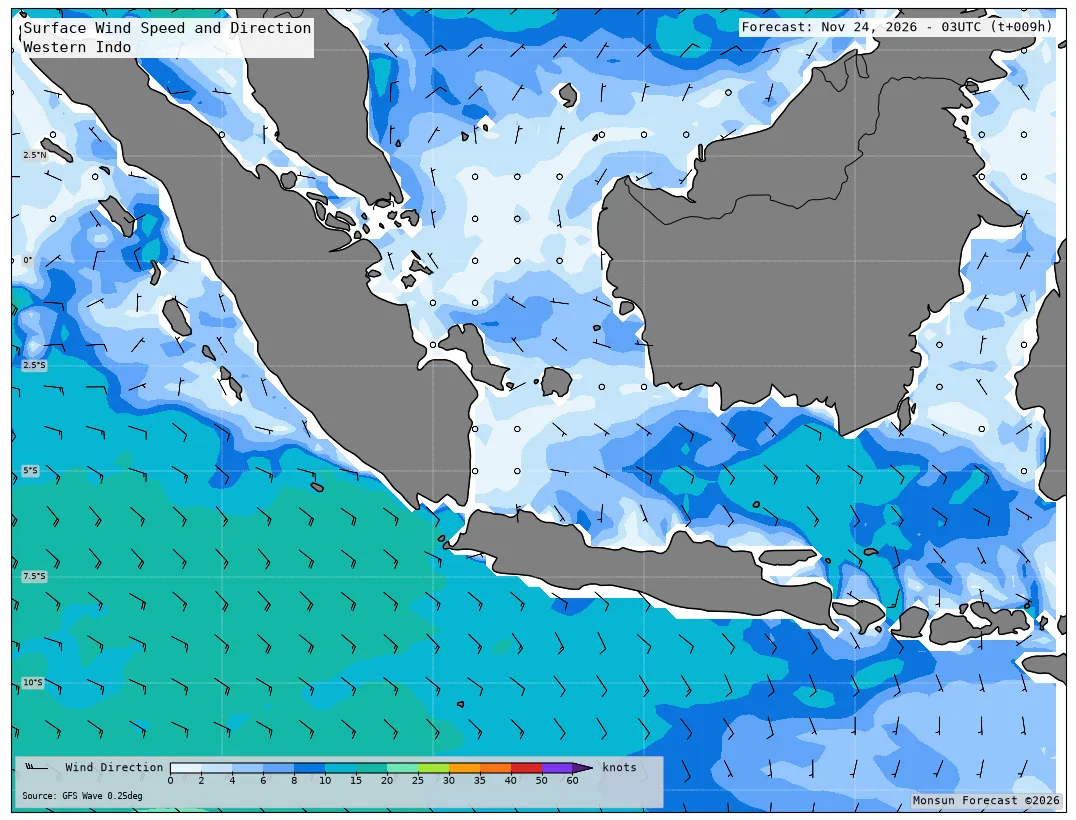 Surface Wind Speed and Direction
Western Indo
Forecast: Nov 24, 2026 - 03UTC (t+009h)
2.5°N
0°
2.5°S
5°S
7.5°S
10°S
Wind Direction
0 2 4 6 8 10 15 20 25 30 35 40 50 60
knots
Source: GFS Wave 0.25deg
Monsun Forecast ©2026